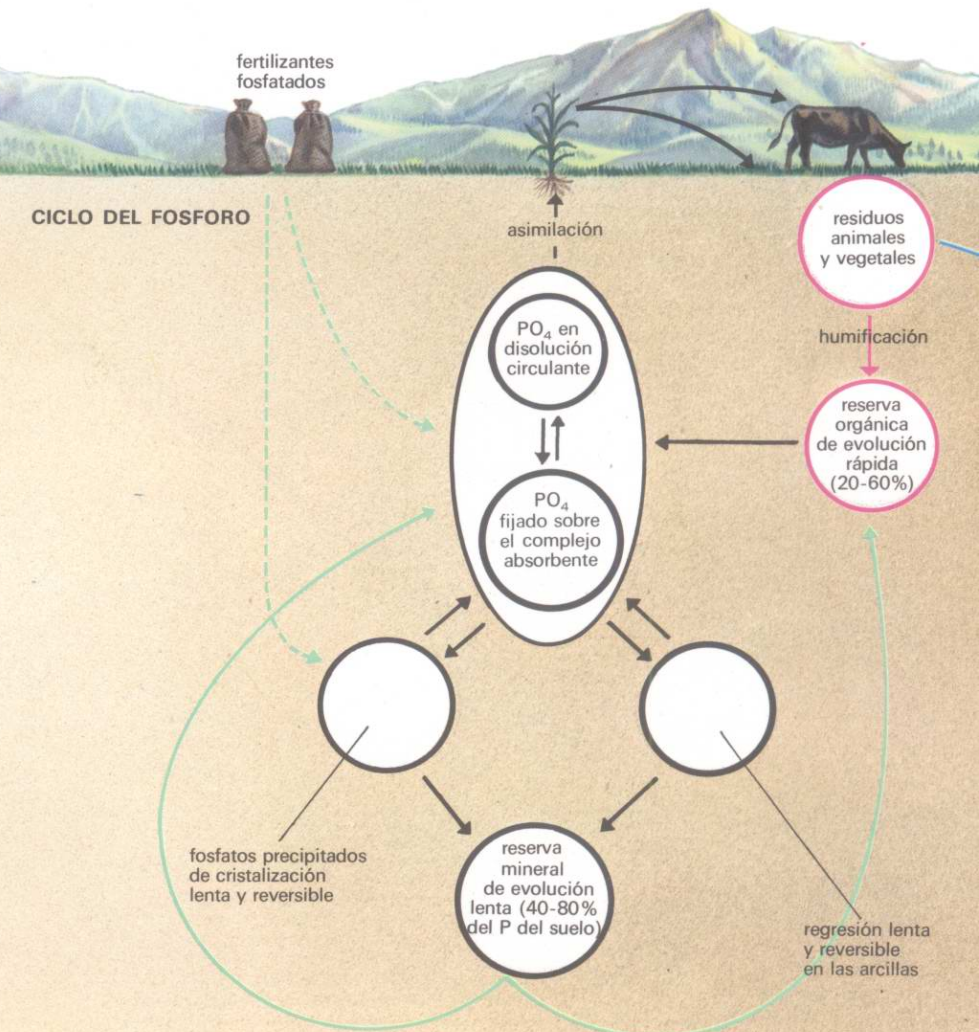 fertilizantes
fosfatados
CICLO DEL FOSFORO
asimilación
residuos
animales
y vegetales
PO₄ en
disolución
circulante
humificación
reserva
orgánica
de evolución
rápida
(20-60%)
PO₄
fijado sobre
el complejo
absorbente
fosfatos precipitados
de cristalización
lenta y reversible
reserva
mineral
de evolución
lenta (40-80%
del P del suelo)
regresión lenta
y reversible
en las arcillas